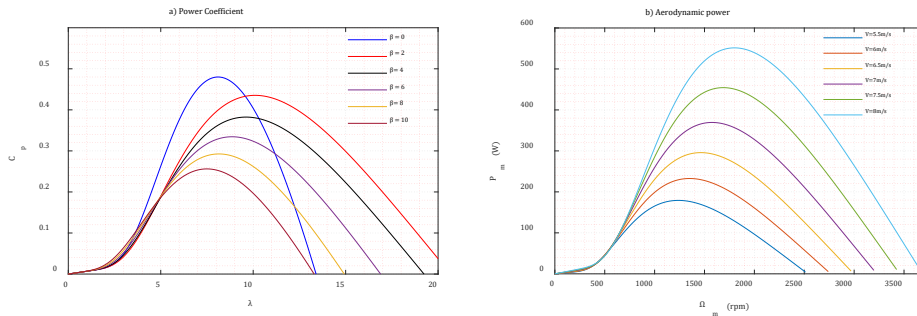 a) Power Coefficient
0.5
0.4
0.3
0.2
0.1
0
C p
0 5 10 15 20
λ
β = 0
β = 2
β = 4
β = 6
β = 8
β = 10
b) Aerodynamic power
600
500
400
300
200
100
0
P m (W)
0 500 1000 1500 2000 2500 3000 3500
Ω m (rpm)
V=5.5m/s
V=6m/s
V=6.5m/s
V=7m/s
V=7.5m/s
V=8m/s